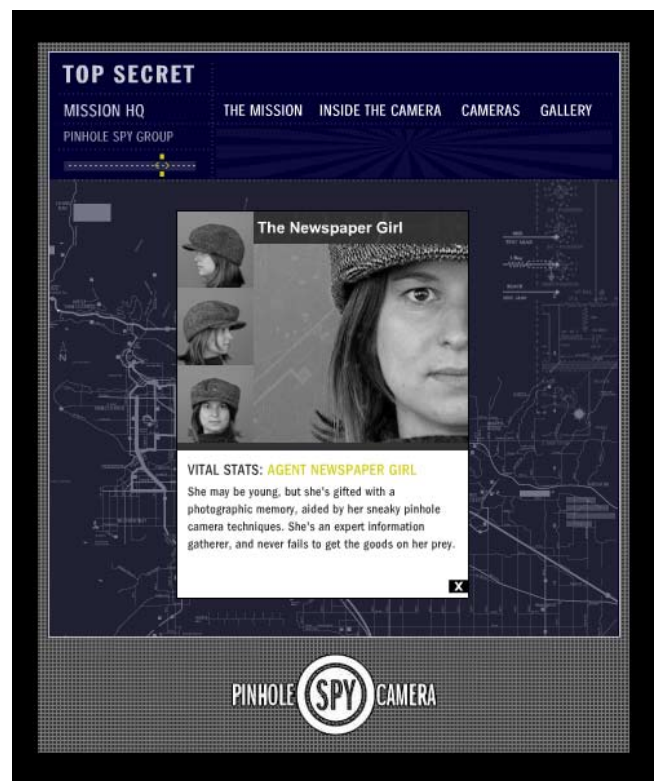 TOP SECRET
MISSION HQ
THE MISSION INSIDE THE CAMERA CAMERAS GALLERY
PINHOLE SPY GROUP
The Newspaper Girl
VITAL STATS: AGENT NEWSPAPER GIRL
She may be young, but she's gifted with a
photographic memory, aided by her sneaky pinhole
camera techniques. She's an expert information
gatherer, and never fails to get the goods on her prey.
X
PINHOLE SPY CAMERA